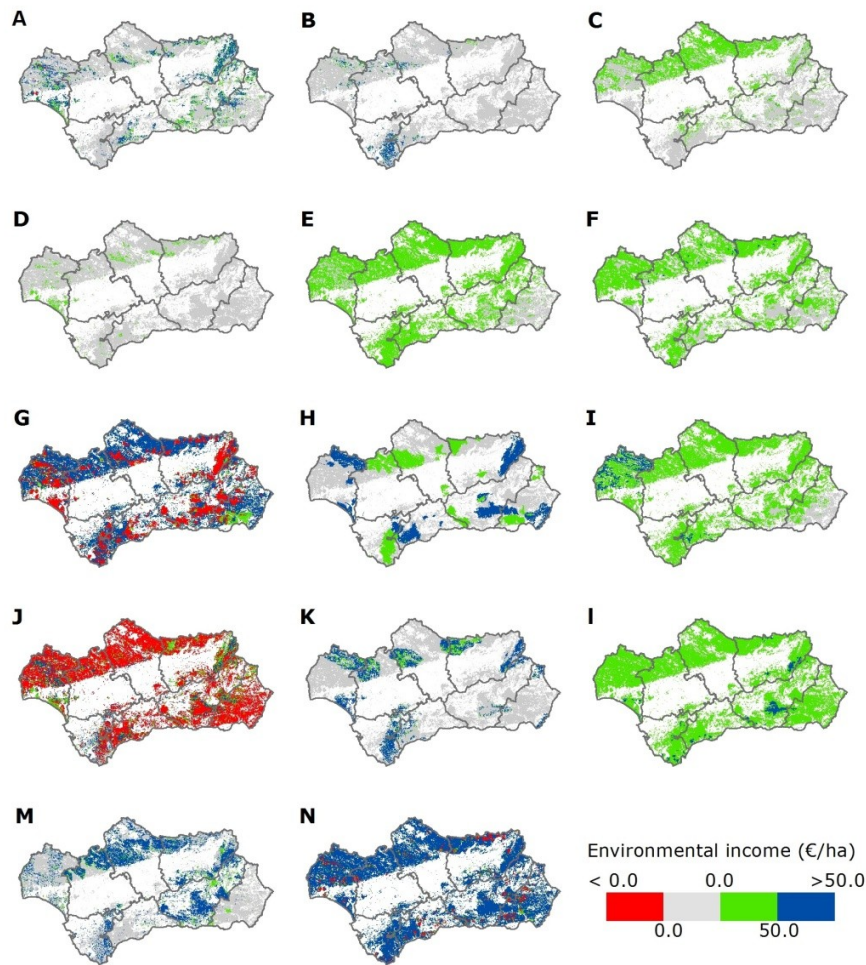 A B C
D E F
G H I
J K l
M N
Environmental income (€/ha)
< 0.0 0.0 >50.0
0.0 50.0